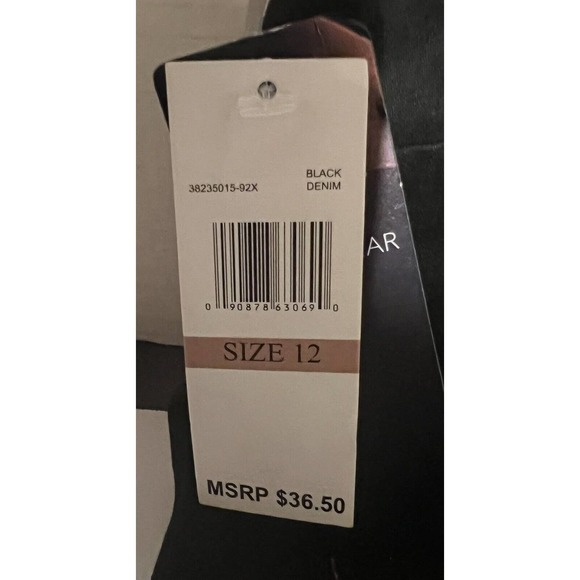 38235015-92X
BLACK
DENIM
0 90878 63069 0
SIZE 12
MSRP $36.50
AR